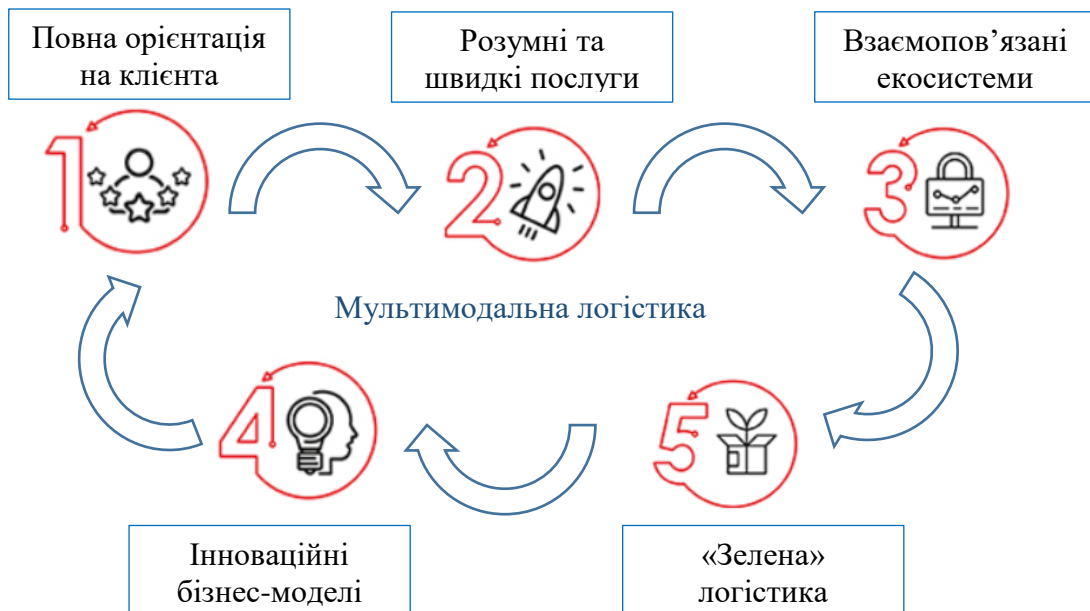 Повна орієнтація
на клієнта
Розумні та
швидкі послуги
Взаємопов’язані
екосистеми
1
2
3
Мультимодальна логістика
4
5
Інноваційні
бізнес-моделі
«Зелена»
логістика